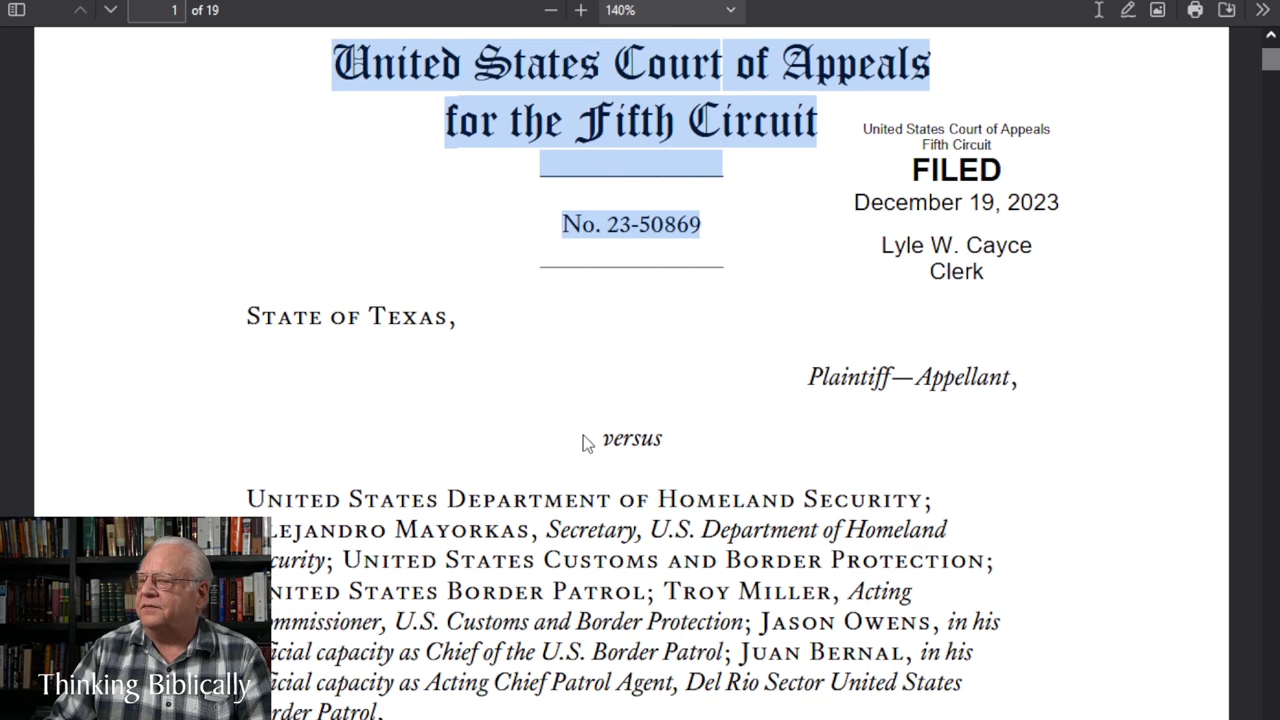 1 of 19
140%
United States Court of Appeals
for the Fifth Circuit
United States Court of Appeals
Fifth Circuit
FILED
December 19, 2023
Lyle W. Cayce
Clerk
No. 23-50869
State of Texas,
Plaintiff—Appellant,
versus
United States Department of Homeland Security;
Mayorkas, Secretary, U.S. Department of Homeland
United States Customs and Border Protection;
States Border Patrol; Troy Miller, Acting
U.S. Customs and Border Protection; Jason Owens, in his
capacity as Chief of the U.S. Border Patrol; Juan Bernal, in his
capacity as Acting Chief Patrol Agent, Del Rio Sector United States
Patrol,
Thinking Biblically